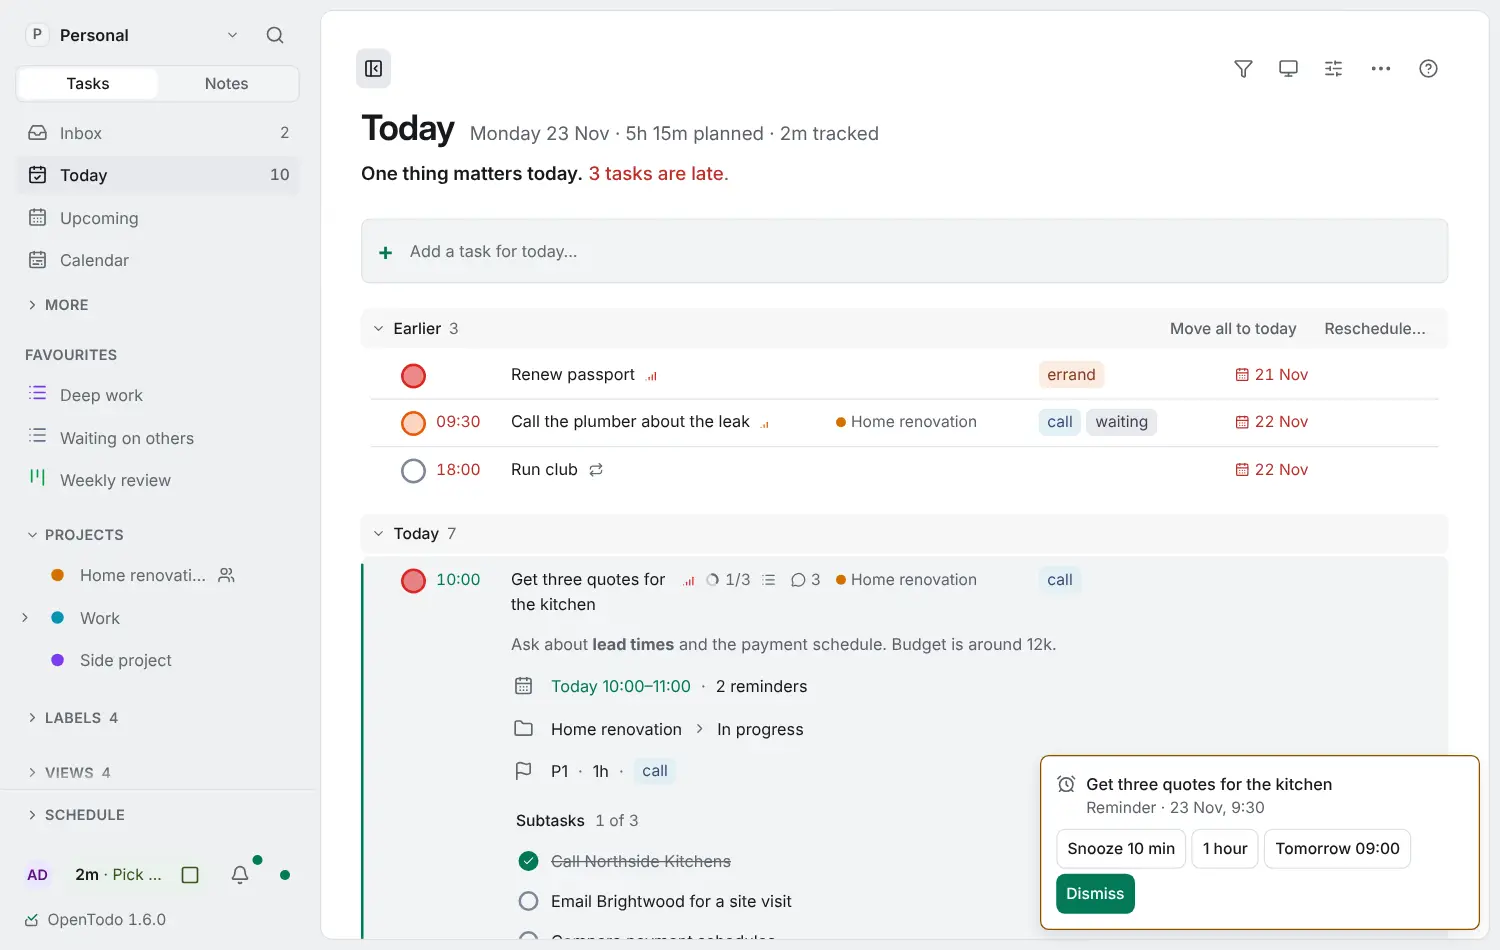 P Personal
Tasks Notes
Inbox 2
Today 10
Upcoming
Calendar
MORE
FAVOURITES
Deep work
Waiting on others
Weekly review
PROJECTS
Home renovati...
Work
Side project
LABELS 4
VIEWS 4
SCHEDULE
AD 2m · Pick ...
OpenTodo 1.6.0
Today Monday 23 Nov · 5h 15m planned · 2m tracked
One thing matters today. 3 tasks are late.
+ Add a task for today...
Earlier 3 Move all to today Reschedule...
Renew passport errand 21 Nov
09:30 Call the plumber about the leak Home renovation call waiting 22 Nov
18:00 Run club 22 Nov
Today 7
10:00 Get three quotes for 1/3 3 Home renovation call
the kitchen
Ask about lead times and the payment schedule. Budget is around 12k.
Today 10:00–11:00 · 2 reminders
Home renovation > In progress
P1 · 1h · call
Subtasks 1 of 3
Call Northside Kitchens
Email Brightwood for a site visit
Compare payment schedules
Get three quotes for the kitchen
Reminder · 23 Nov, 9:30
Snooze 10 min 1 hour Tomorrow 09:00
Dismiss